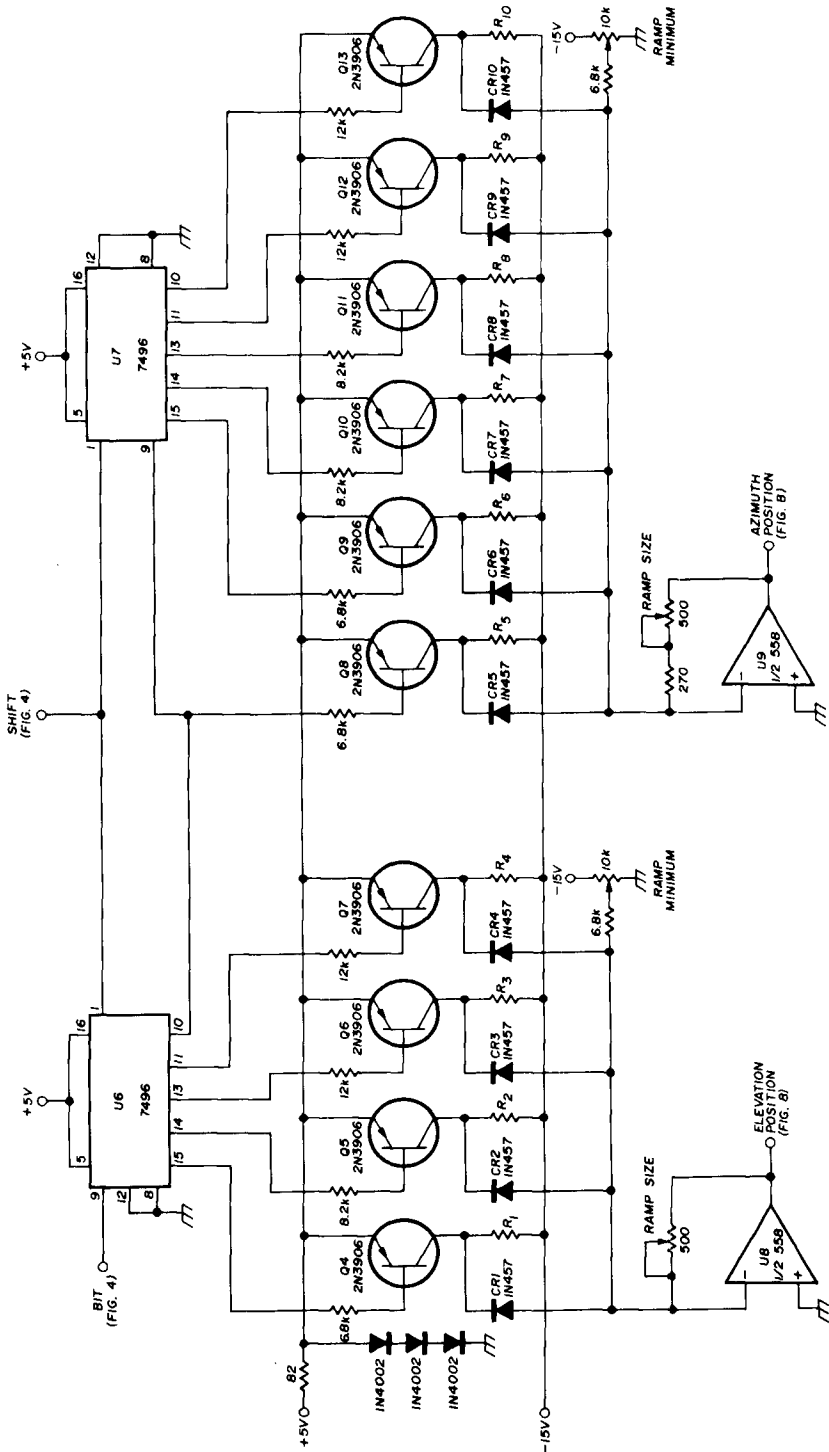 SHIFT
(FIG. 4)
+5V
+5V
BIT
(FIG. 4)
9
5
16
1
12
8
15
14
13
11
10
U6
7496
1
5
16
9
12
8
15
14
13
11
10
U7
7496
6.8k
8.2k
12k
12k
6.8k
6.8k
8.2k
8.2k
12k
12k
+5V
82
1N4002
1N4002
1N4002
-15V
Q4
2N3906
Q5
2N3906
Q6
2N3906
Q7
2N3906
Q8
2N3906
Q9
2N3906
Q10
2N3906
Q11
2N3906
Q12
2N3906
Q13
2N3906
CR1
1N457
R1
CR2
1N457
R2
CR3
1N457
R3
CR4
1N457
R4
CR5
1N457
R5
CR6
1N457
R6
CR7
1N457
R7
CR8
1N457
R8
CR9
1N457
R9
CR10
1N457
R10
-15V
10k
6.8k
RAMP
MINIMUM
-15V
10k
6.8k
RAMP
MINIMUM
RAMP SIZE
500
-
+
U8
1/2 558
ELEVATION
POSITION
(FIG. 8)
RAMP SIZE
270
500
-
+
U9
1/2 558
AZIMUTH
POSITION
(FIG. 8)